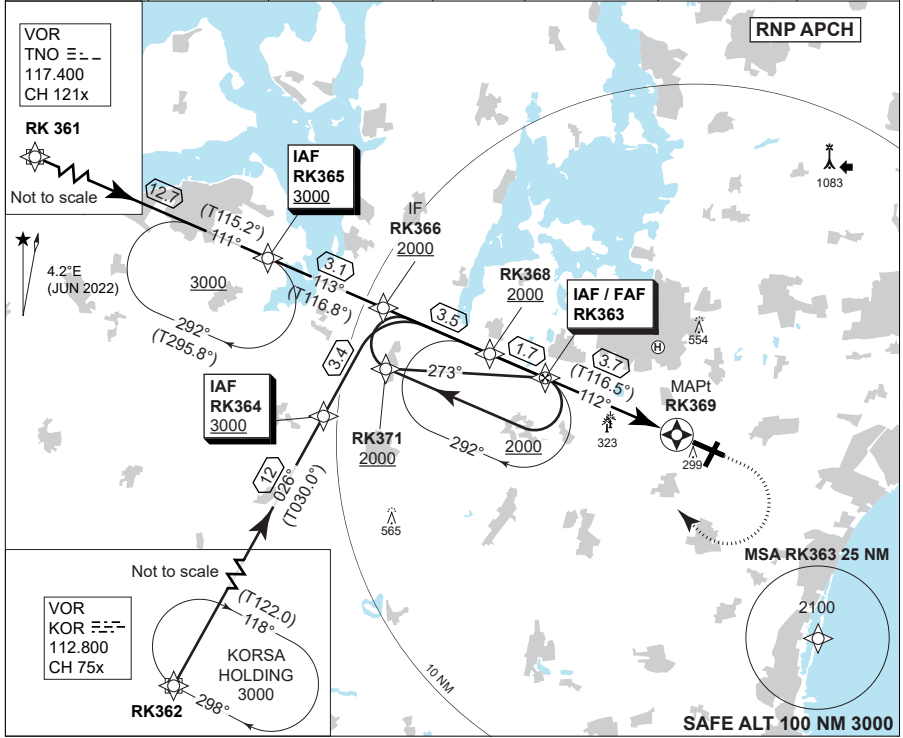 VOR
TNO
117.400
CH 121x
RK 361
Not to scale
RNP APCH
1083
12.7
(T115.2°)
111°
IAF
RK365
3000
4.2°E
(JUN 2022)
3000
292°
(T295.8°)
3.1
113°
(T116.8°)
IF
RK366
2000
3.5
RK368
2000
1.7
IAF / FAF
RK363
554
H
3.7
(T116.5°)
112°
MAPt
RK369
323
299
3.4
IAF
RK364
3000
273°
RK371
2000
292°
2000
12
026°
(T030.0°)
565
Not to scale
VOR
KOR
112.800
CH 75x
(T122.0)
118°
KORSA
HOLDING
3000
298°
RK362
10 NM
MSA RK363 25 NM
2100
SAFE ALT 100 NM 3000